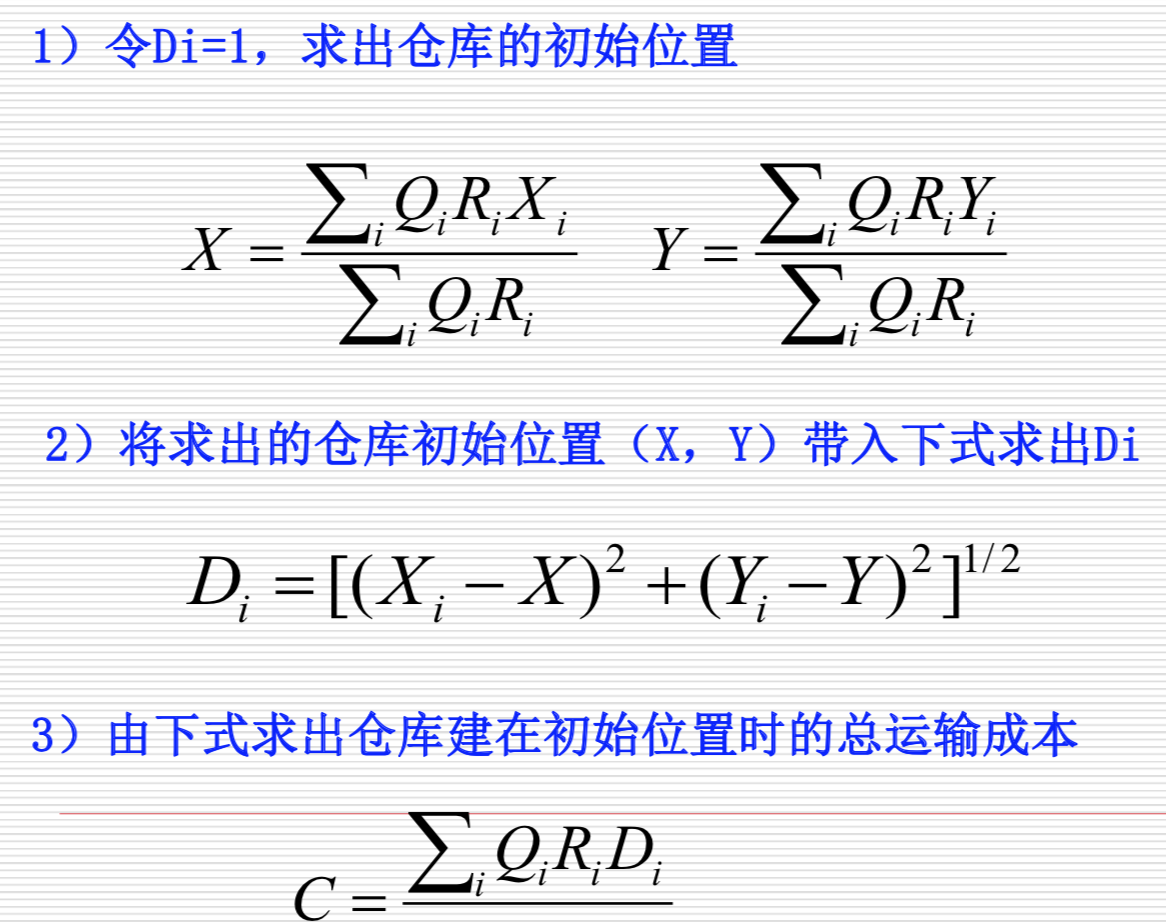 1）令Di=1，求出仓库的初始位置
X = \frac{\sum_i Q_i R_i X_i}{\sum_i Q_i R_i} Y = \frac{\sum_i Q_i R_i Y_i}{\sum_i Q_i R_i}
2）将求出的仓库初始位置（X，Y）带入下式求出Di
D_i = [(X_i - X)^2 + (Y_i - Y)^2]^{1/2}
3）由下式求出仓库建在初始位置时的总运输成本
C = \frac{\sum_i Q_i R_i D_i}{}